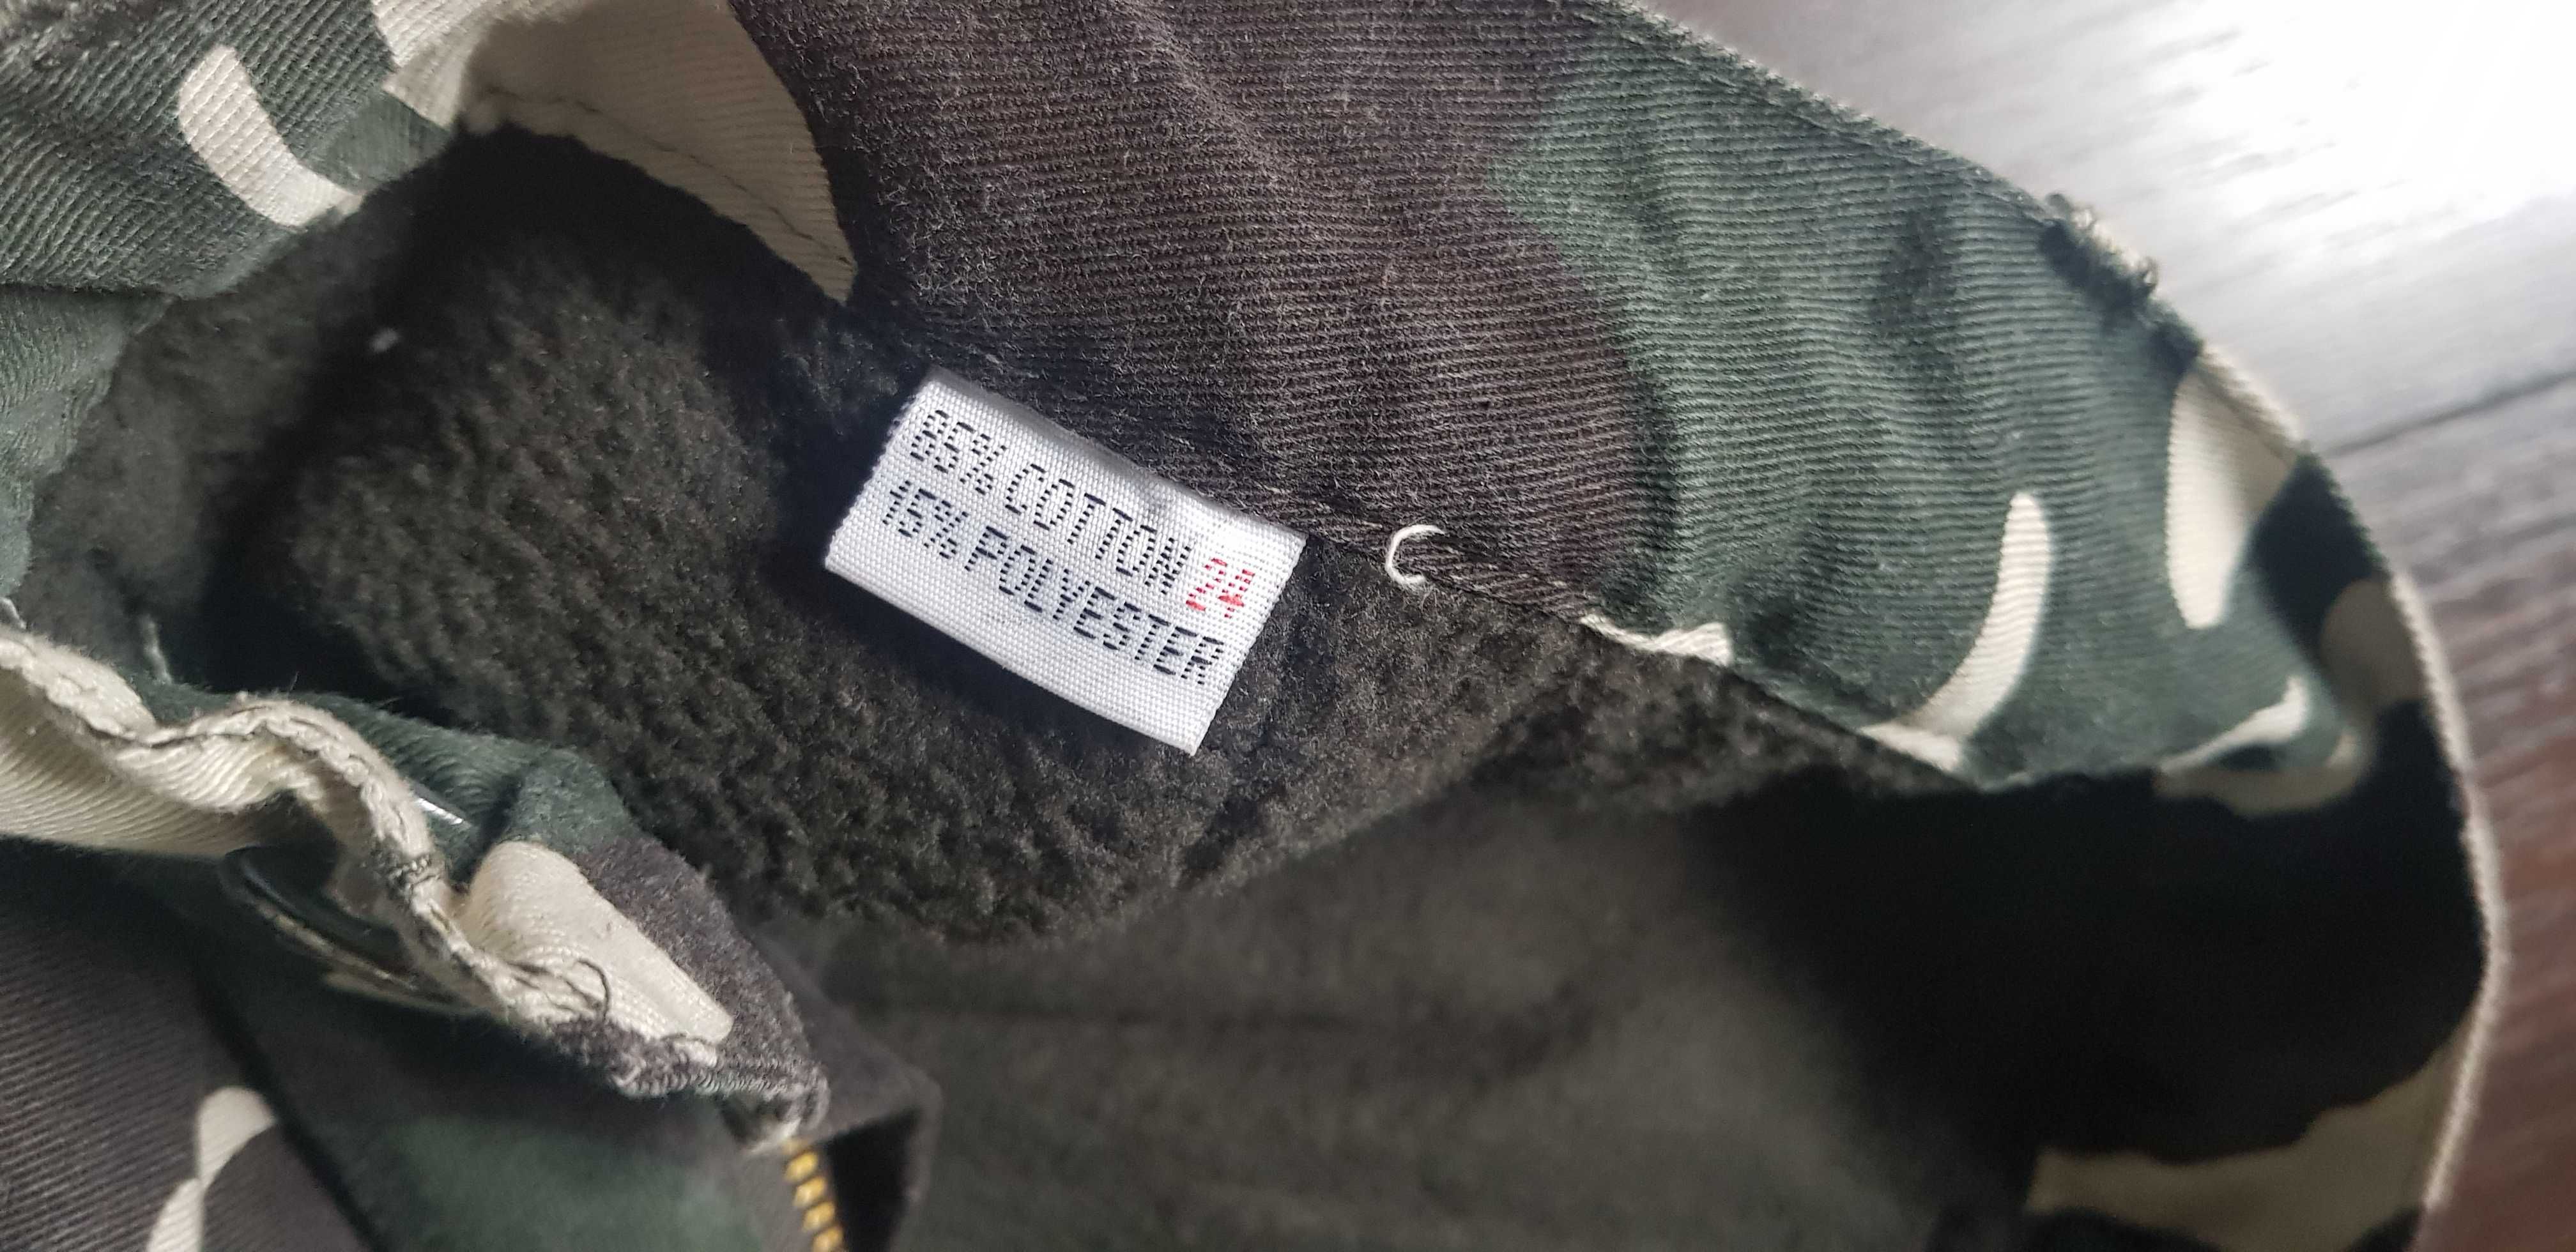 85% COTTON 24
15% POLYESTER